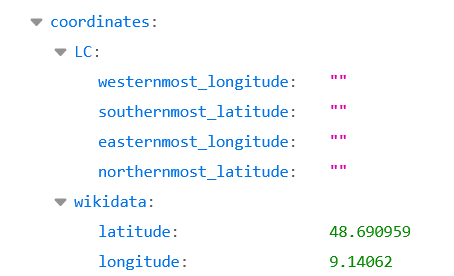 coordinates:
LC:
westernmost_longitude: ""
southernmost_latitude: ""
easternmost_longitude: ""
northernmost_latitude: ""
wikidata:
latitude: 48.690959
longitude: 9.14062